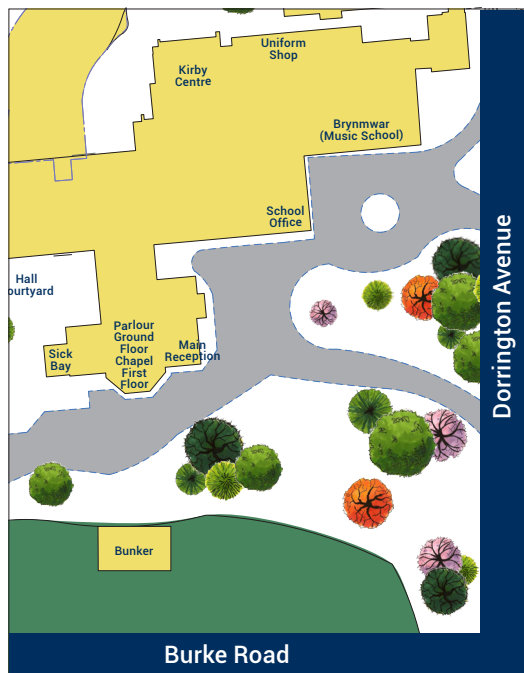 Uniform
Shop
Kirby
Centre
Brynmwar
(Music School)
School
Office
Hall
ourtyard
Parlour
Ground
Floor
Chapel
First
Floor
Main
Reception
Sick
Bay
Dorrington Avenue
Bunker
Burke Road